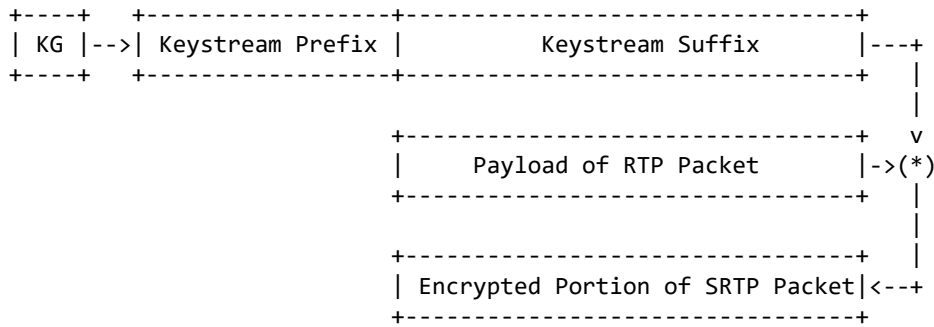 KG --> Keystream Prefix Keystream Suffix
v
Payload of RTP Packet ->(*)
Encrypted Portion of SRTP Packet <--